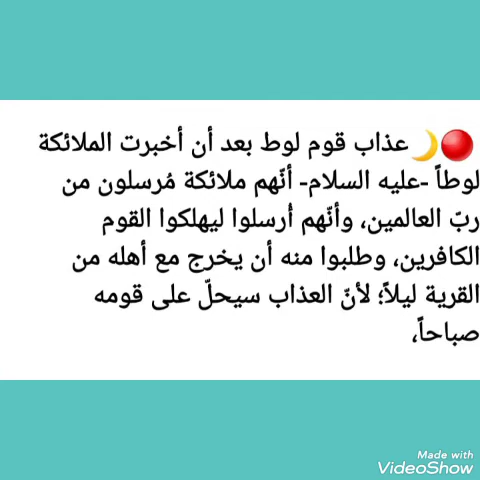 🔴🌙 عذاب قوم لوط بعد أن أخبرت الملائكة
لوطاً -عليه السلام- أنّهم ملائكة مُرسلون من
ربّ العالمين، وأنّهم أُرسلوا ليهلكوا القوم
الكافرين، وطلبوا منه أن يخرج مع أهله من
القرية ليلاً؛ لأنّ العذاب سيحلّ على قومه
صباحاً،
Made with
VideoShow